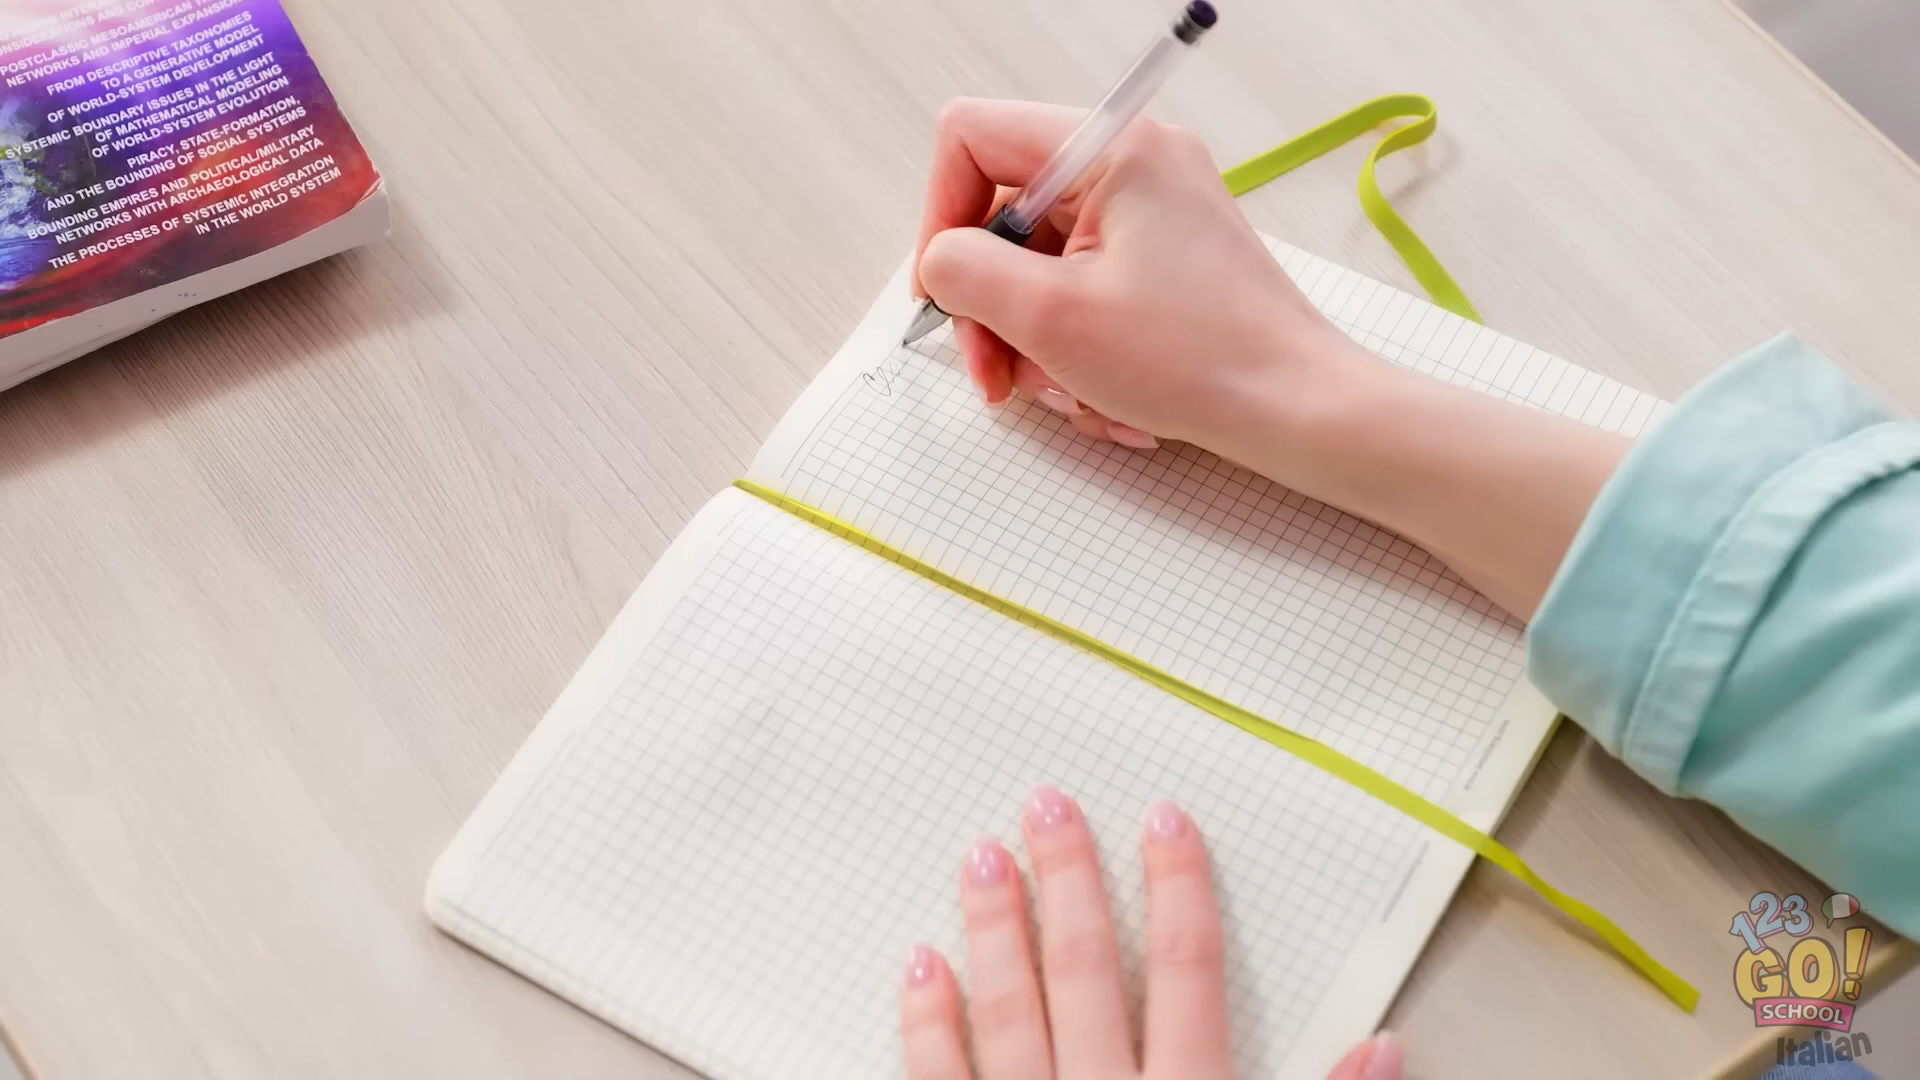 POSTCLASSIC MESOAMERICAN
NETWORKS AND IMPERIAL EXPANSION
FROM DESCRIPTIVE TAXONOMIES
TO A GENERATIVE MODEL
OF WORLD-SYSTEM DEVELOPMENT
SYSTEMIC BOUNDARY ISSUES IN THE LIGHT
OF MATHEMATICAL MODELING
OF WORLD-SYSTEM EVOLUTION
PIRACY, STATE-FORMATION,
AND THE BOUNDING OF SOCIAL SYSTEMS
BOUNDING EMPIRES AND POLITICAL/MILITARY
NETWORKS WITH ARCHAEOLOGICAL DATA
THE PROCESSES OF SYSTEMIC INTEGRATION
IN THE WORLD SYSTEM
123
GO!
SCHOOL
Italian